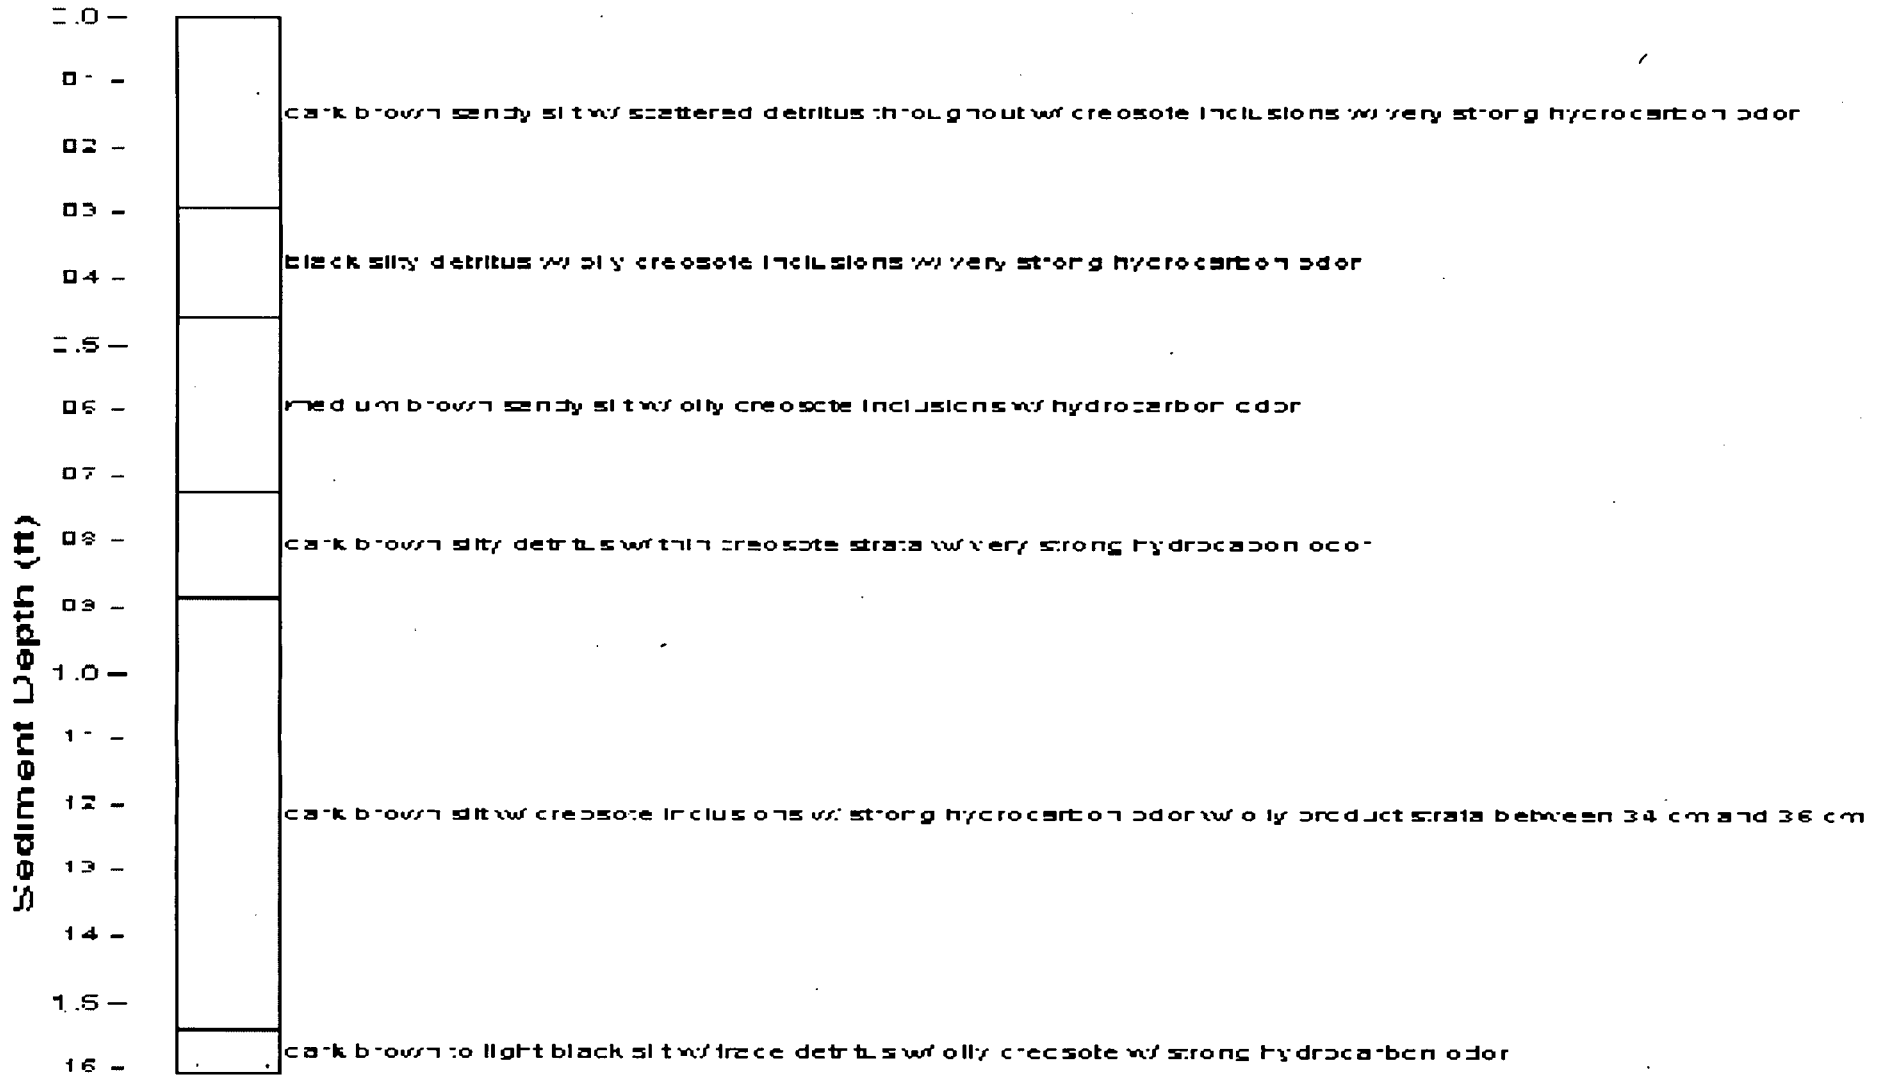 0.0
0.1
dark brown sandy silt w/ scattered detritus throughout w/ creosote inclusions w/ very strong hydrocarbon odor
0.2
0.3
black silty detritus w/ oily creosote inclusions w/ very strong hydrocarbon odor
0.4
0.5
0.6
medium brown sandy silt w/ oily creosote inclusions w/ hydrocarbon odor
0.7
0.8
dark brown silty detritus w/ thin creosote strata w/ very strong hydrocabon odor
0.9
Sediment Depth (ft)
1.0
1.1
1.2
dark brown silt w/ creosote inclusions w/ strong hydrocarbon odor w/ oily product strata between 34 cm and 36 cm
1.3
1.4
1.5
dark brown to light black silt w/ trace detritus w/ oily creosote w/ strong hydrocarbon odor
1.6